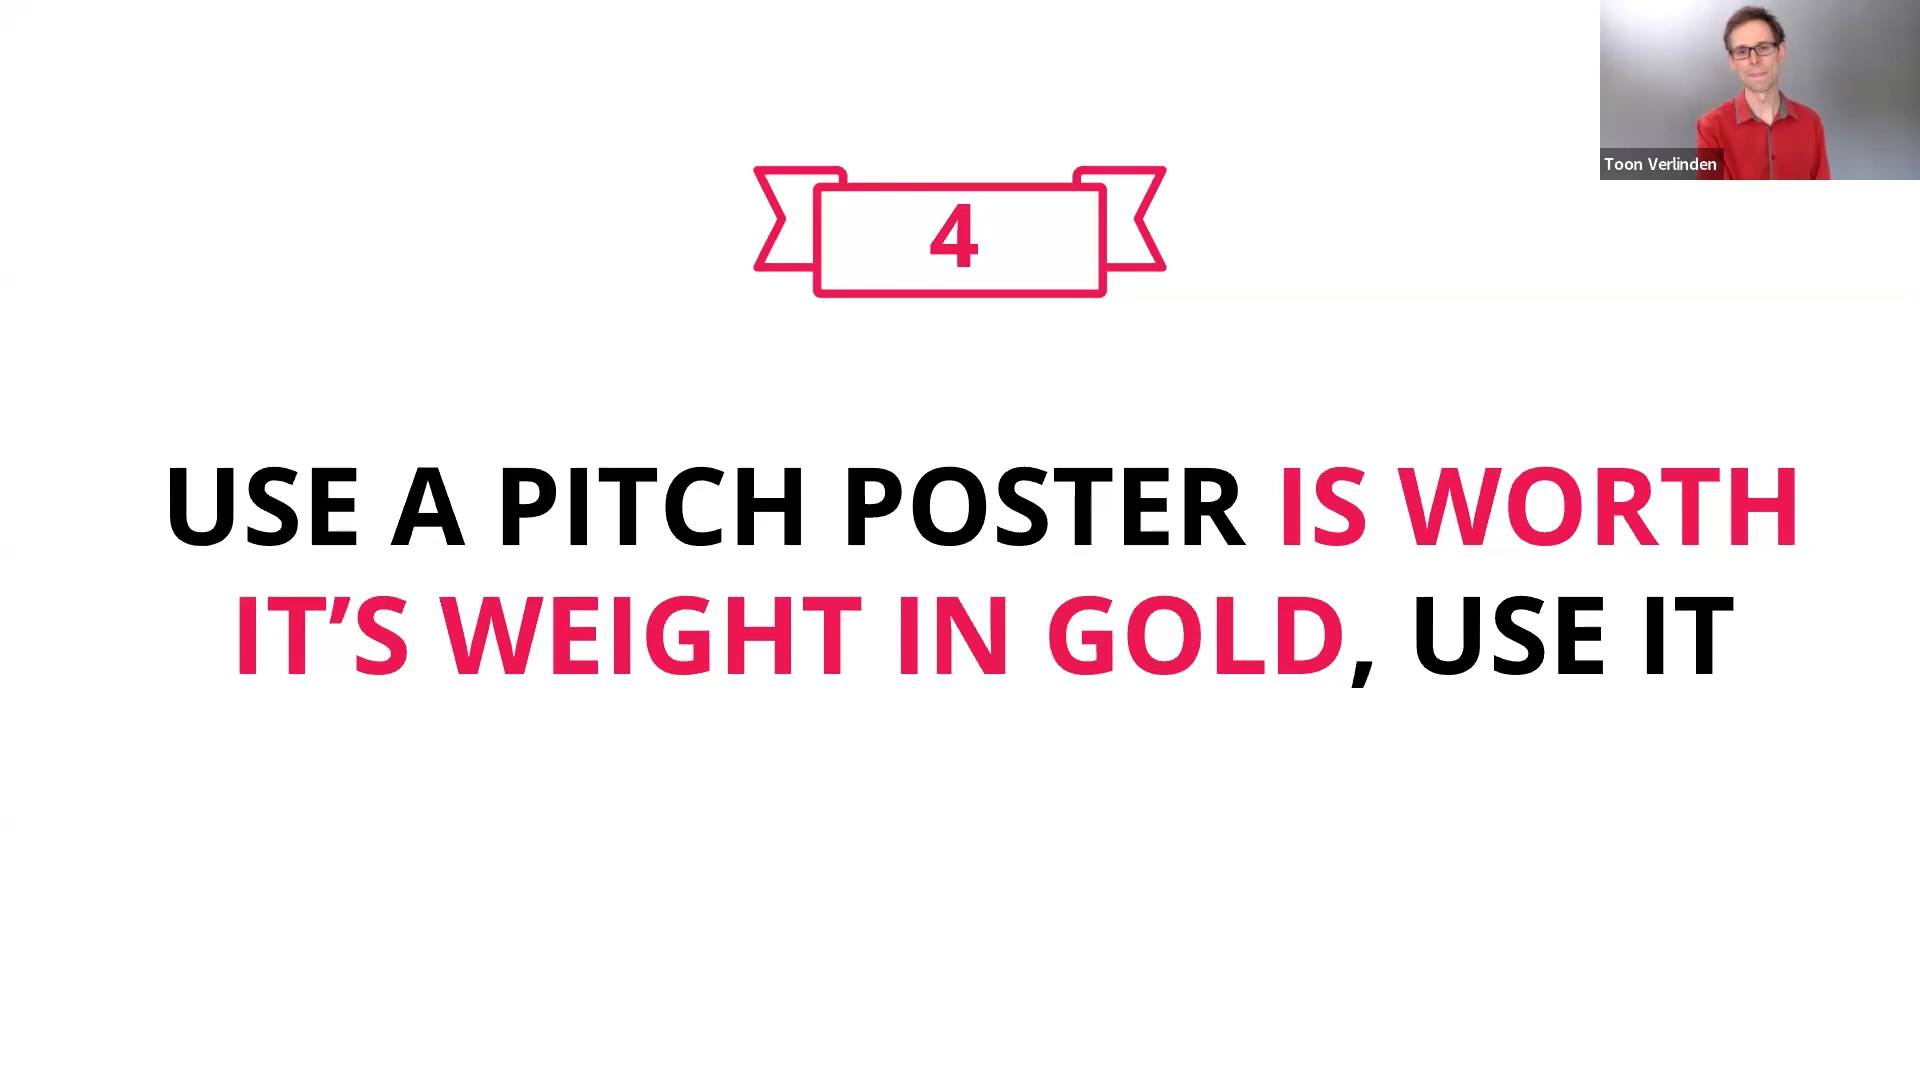 Toon Verlinden
4
USE A PITCH POSTER IS WORTH
IT’S WEIGHT IN GOLD, USE IT